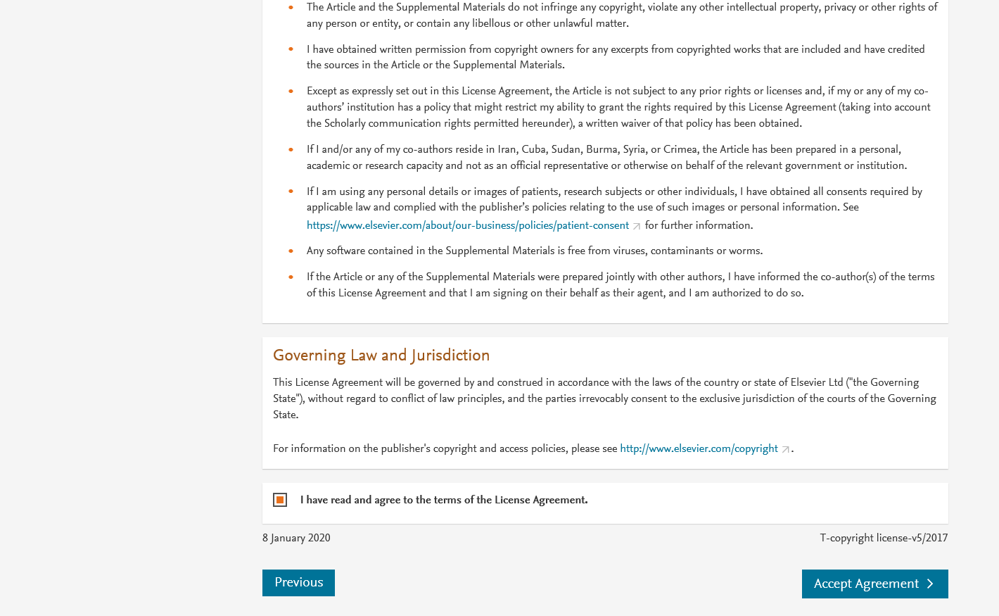 The Article and the Supplemental Materials do not infringe any copyright, violate any other intellectual property, privacy or other rights of
any person or entity, or contain any libellous or other unlawful matter.
I have obtained written permission from copyright owners for any excerpts from copyrighted works that are included and have credited
the sources in the Article or the Supplemental Materials.
Except as expressly set out in this License Agreement, the Article is not subject to any prior rights or licenses and, if my or any of my co-
authors’ institution has a policy that might restrict my ability to grant the rights required by this License Agreement (taking into account
the Scholarly communication rights permitted hereunder), a written waiver of that policy has been obtained.
If I and/or any of my co-authors reside in Iran, Cuba, Sudan, Burma, Syria, or Crimea, the Article has been prepared in a personal,
academic or research capacity and not as an official representative or otherwise on behalf of the relevant government or institution.
If I am using any personal details or images of patients, research subjects or other individuals, I have obtained all consents required by
applicable law and complied with the publisher’s policies relating to the use of such images or personal information. See
https://www.elsevier.com/about/our-business/policies/patient-consent for further information.
Any software contained in the Supplemental Materials is free from viruses, contaminants or worms.
If the Article or any of the Supplemental Materials were prepared jointly with other authors, I have informed the co-author(s) of the terms
of this License Agreement and that I am signing on their behalf as their agent, and I am authorized to do so.
Governing Law and Jurisdiction
This License Agreement will be governed by and construed in accordance with the laws of the country or state of Elsevier Ltd ("the Governing
State"), without regard to conflict of law principles, and the parties irrevocably consent to the exclusive jurisdiction of the courts of the Governing
State.
For information on the publisher's copyright and access policies, please see http://www.elsevier.com/copyright .
I have read and agree to the terms of the License Agreement.
8 January 2020 T-copyright license-v5/2017
Previous Accept Agreement